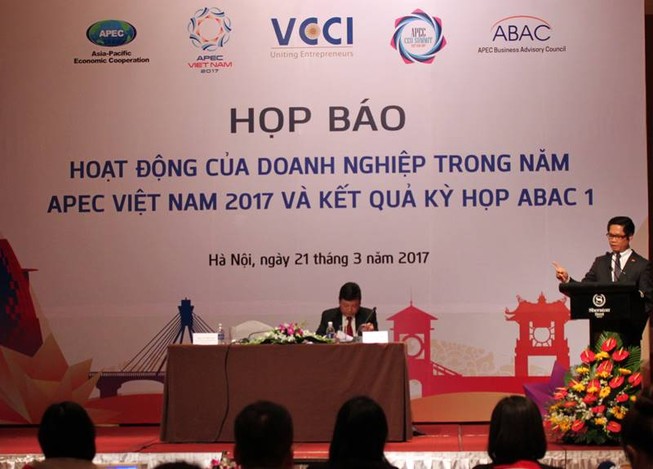 APEC
Asia-Pacific
Economic Cooperation
APEC
VIET NAM
2017
VCCI
Uniting Entrepreneurs
APEC
CEO SUMMIT
ABAC
APEC Business Advisory Council
HỌP BÁO
HOẠT ĐỘNG CỦA DOANH NGHIỆP TRONG NĂM
APEC VIỆT NAM 2017 VÀ KẾT QUẢ KỲ HỌP ABAC 1
Hà Nội, ngày 21 tháng 3 năm 2017
S
Sheraton